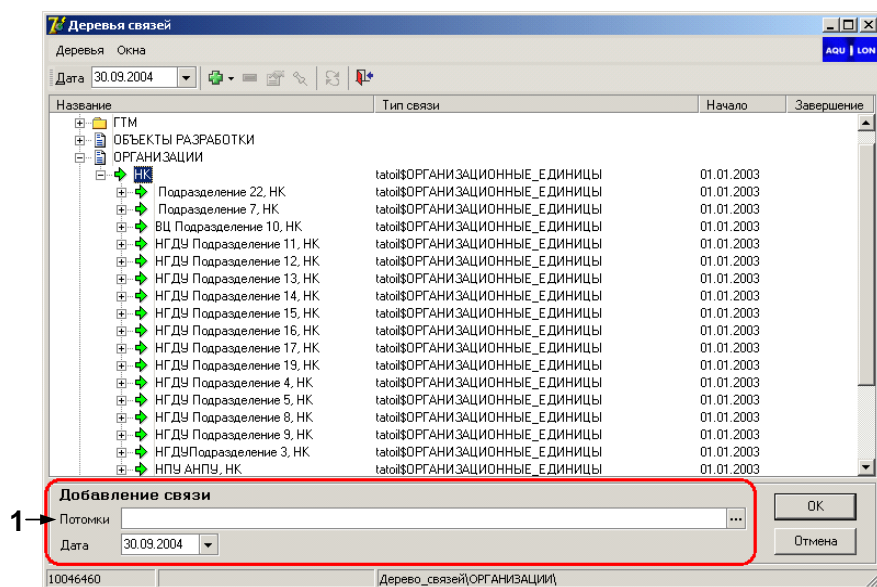 Деревья связей
Деревья Окна
AQU LON
Дата 30.09.2004
Название Тип связи Начало Завершение
ГТМ
ОБЪЕКТЫ РАЗРАБОТКИ
ОРГАНИЗАЦИИ
НК tatoil$ОРГАНИЗАЦИОННЫЕ_ЕДИНИЦЫ 01.01.2003
Подразделение 22, НК tatoil$ОРГАНИЗАЦИОННЫЕ_ЕДИНИЦЫ 01.01.2003
Подразделение 7, НК tatoil$ОРГАНИЗАЦИОННЫЕ_ЕДИНИЦЫ 01.01.2003
ВЦ Подразделение 10, НК tatoil$ОРГАНИЗАЦИОННЫЕ_ЕДИНИЦЫ 01.01.2003
НГДУ Подразделение 11, НК tatoil$ОРГАНИЗАЦИОННЫЕ_ЕДИНИЦЫ 01.01.2003
НГДУ Подразделение 12, НК tatoil$ОРГАНИЗАЦИОННЫЕ_ЕДИНИЦЫ 01.01.2003
НГДУ Подразделение 13, НК tatoil$ОРГАНИЗАЦИОННЫЕ_ЕДИНИЦЫ 01.01.2003
НГДУ Подразделение 14, НК tatoil$ОРГАНИЗАЦИОННЫЕ_ЕДИНИЦЫ 01.01.2003
НГДУ Подразделение 15, НК tatoil$ОРГАНИЗАЦИОННЫЕ_ЕДИНИЦЫ 01.01.2003
НГДУ Подразделение 16, НК tatoil$ОРГАНИЗАЦИОННЫЕ_ЕДИНИЦЫ 01.01.2003
НГДУ Подразделение 17, НК tatoil$ОРГАНИЗАЦИОННЫЕ_ЕДИНИЦЫ 01.01.2003
НГДУ Подразделение 19, НК tatoil$ОРГАНИЗАЦИОННЫЕ_ЕДИНИЦЫ 01.01.2003
НГДУ Подразделение 4, НК tatoil$ОРГАНИЗАЦИОННЫЕ_ЕДИНИЦЫ 01.01.2003
НГДУ Подразделение 5, НК tatoil$ОРГАНИЗАЦИОННЫЕ_ЕДИНИЦЫ 01.01.2003
НГДУ Подразделение 8, НК tatoil$ОРГАНИЗАЦИОННЫЕ_ЕДИНИЦЫ 01.01.2003
НГДУ Подразделение 9, НК tatoil$ОРГАНИЗАЦИОННЫЕ_ЕДИНИЦЫ 01.01.2003
НГДУПодразделение 3, НК tatoil$ОРГАНИЗАЦИОННЫЕ_ЕДИНИЦЫ 01.01.2003
НПУ АНПУ, НК tatoil$ОРГАНИЗАЦИОННЫЕ_ЕДИНИЦЫ 01.01.2003
Добавление связи
OK
1 Потомки ...
Дата 30.09.2004
Отмена
10046460 Дерево_связей\ОРГАНИЗАЦИИ\